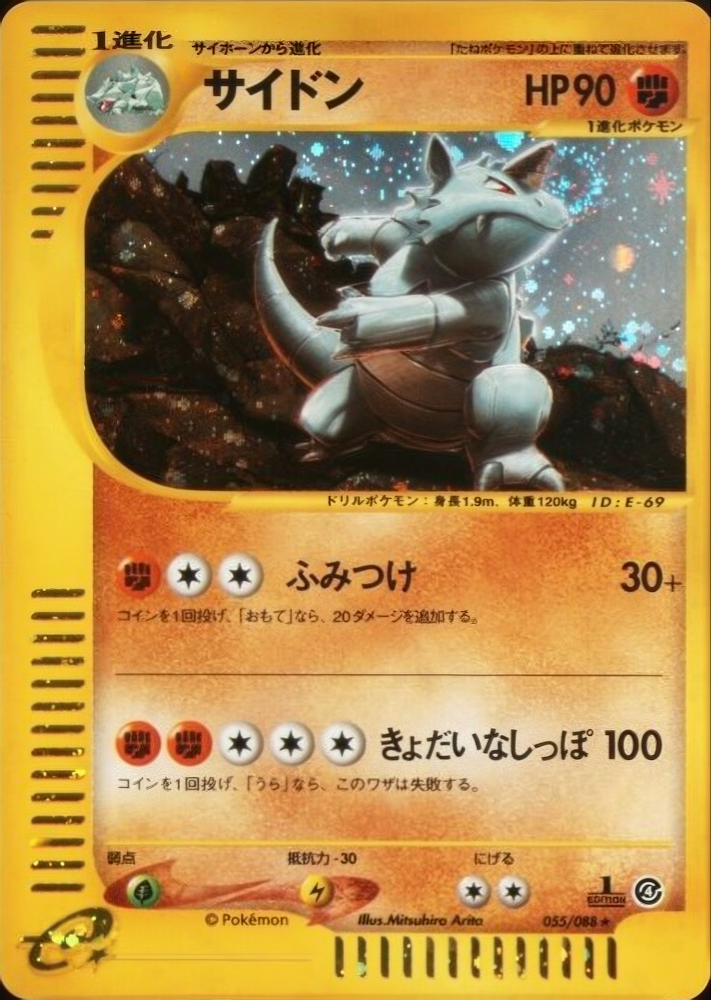 1進化 サイホーンから進化 「たねポケモン」の上に重ねて進化させます。
サイドン HP90
1進化ポケモン
ドリルポケモン：身長1.9m、体重120kg ID:E-69
ふみつけ 30+
コインを1回投げ、「おもて」なら、20ダメージを追加する。
きょだいなしっぽ 100
コインを1回投げ、「うら」なら、このワザは失敗する。
弱点 抵抗力-30 にげる
1 EDITION 4
© Pokémon Illus.Mitsuhiro Arita 055/088★
e